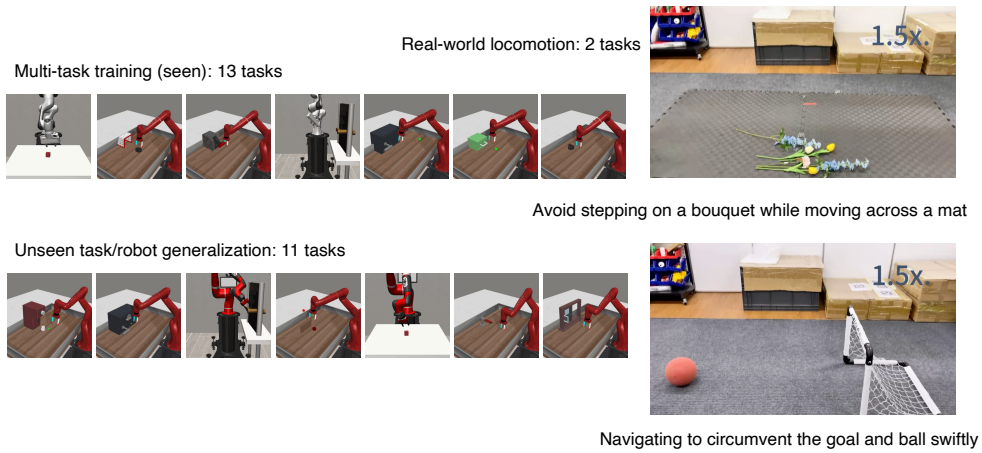 Real-world locomotion: 2 tasks
1.5x.
Multi-task training (seen): 13 tasks
Avoid stepping on a bouquet while moving across a mat
Unseen task/robot generalization: 11 tasks
1.5x.
Navigating to circumvent the goal and ball swiftly